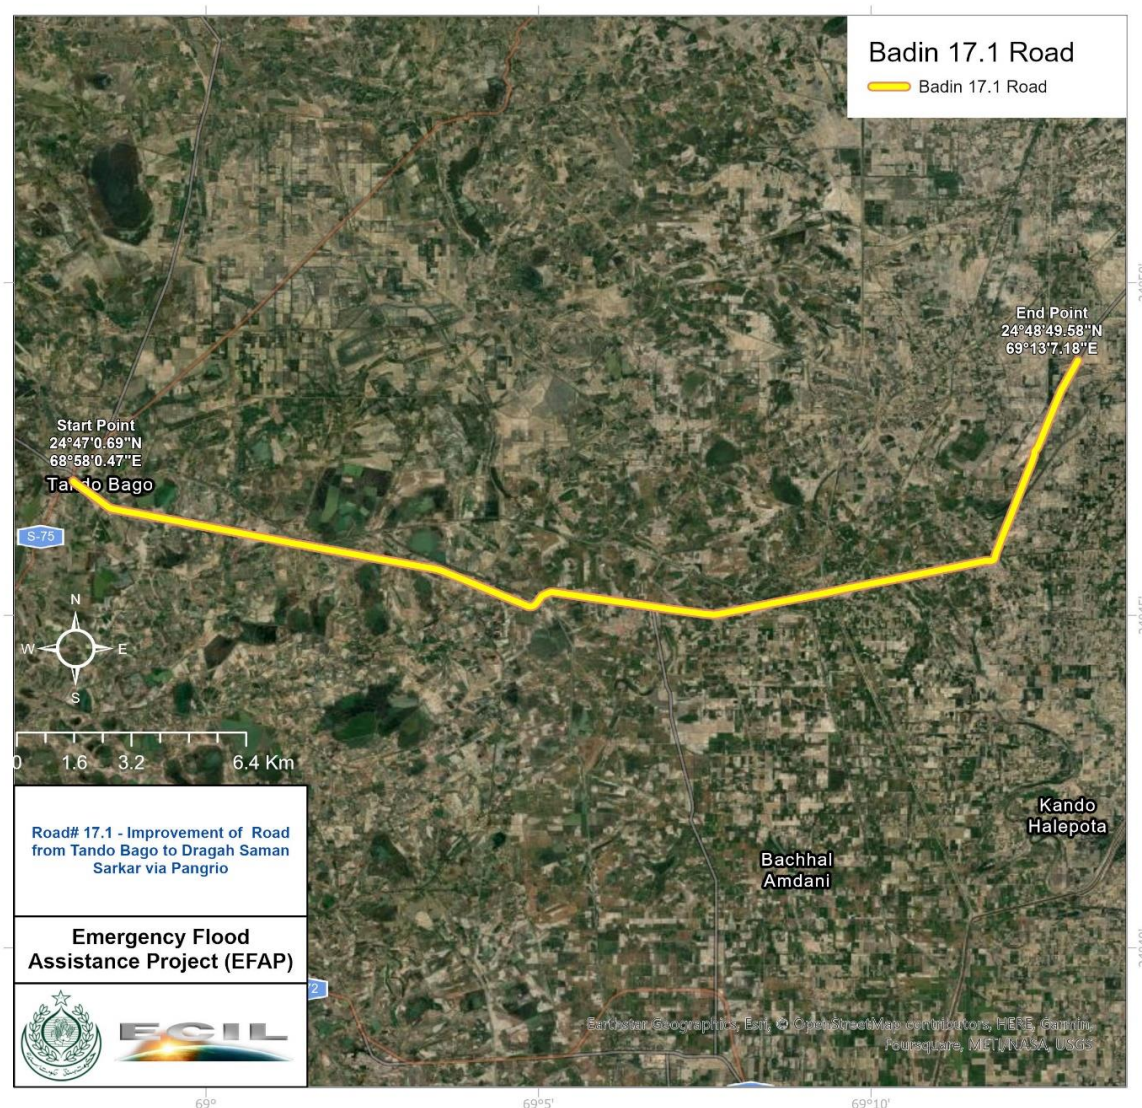 Badin 17.1 Road
Badin 17.1 Road
End Point
24°48'49.58"N
69°13'7.18"E
Start Point
24°47'0.69"N
68°58'0.47"E
Tando Bago
S-75
N
W
E
S
0 1.6 3.2 6.4 Km
Kando
Halepota
Bachhal
Amdani
Road# 17.1 - Improvement of Road
from Tando Bago to Dragah Saman
Sarkar via Pangrio
Emergency Flood
Assistance Project (EFAP)
ECIL
Earthstar Geographics, Esri, © OpenStreetMap contributors, HERE, Garmin,
Foursquare, METI/NASA, USGS
69° 69°5' 69°10'